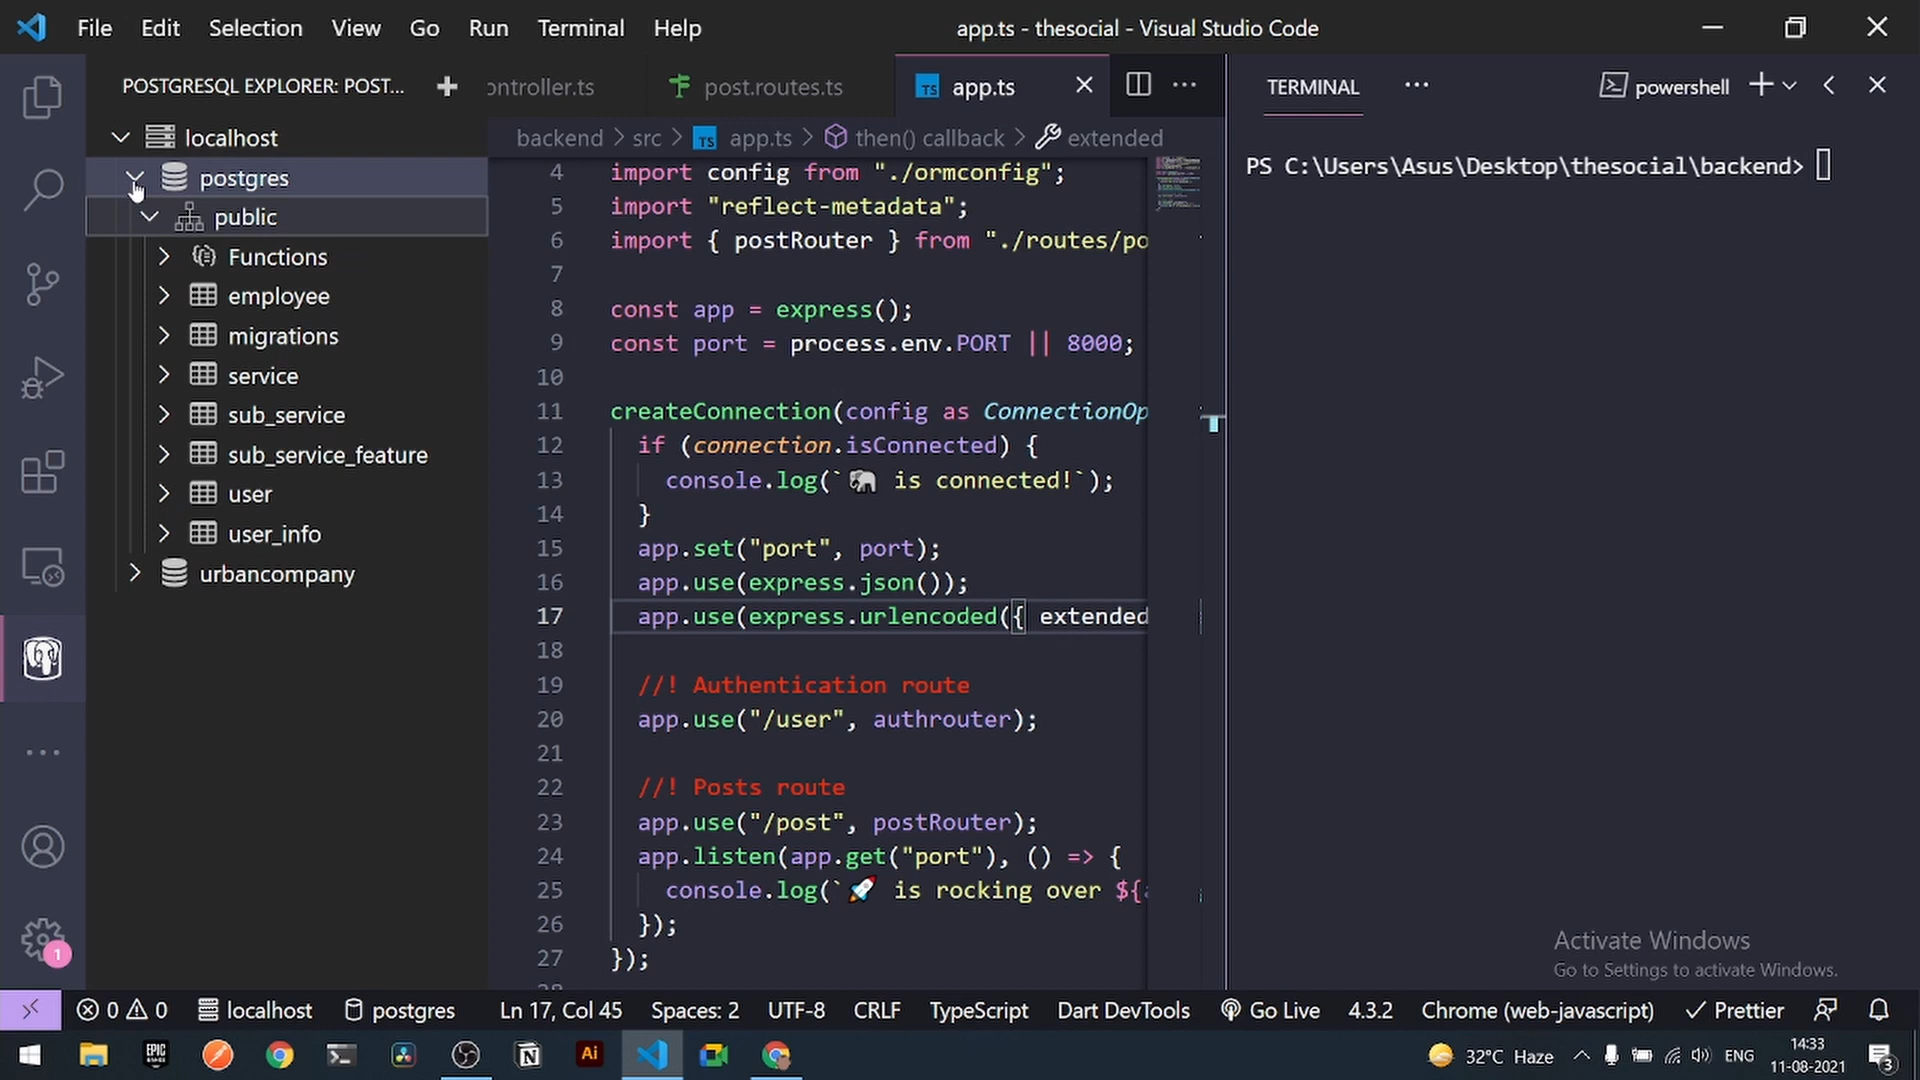 File Edit Selection View Go Run Terminal Help
app.ts - thesocial - Visual Studio Code
POSTGRESQL EXPLORER: POST...
ontroller.ts
post.routes.ts
TS app.ts
TERMINAL
powershell
localhost
postgres
public
Functions
employee
migrations
service
sub_service
sub_service_feature
user
user_info
urbancompany
backend > src > TS app.ts > then() callback > extended
4 import config from "./ormconfig";
5 import "reflect-metadata";
6 import { postRouter } from "./routes/po
7
8 const app = express();
9 const port = process.env.PORT || 8000;
10
11 createConnection(config as ConnectionOp
12 if (connection.isConnected) {
13 console.log(`🐘 is connected!`);
14 }
15 app.set("port", port);
16 app.use(express.json());
17 app.use(express.urlencoded({ extended
18
19 //! Authentication route
20 app.use("/user", authrouter);
21
22 //! Posts route
23 app.use("/post", postRouter);
24 app.listen(app.get("port"), () => {
25 console.log(`🚀 is rocking over ${
26 });
27 });
PS C:\Users\Asus\Desktop\thesocial\backend>
Activate Windows
Go to Settings to activate Windows.
1
0 0 localhost postgres Ln 17, Col 45 Spaces: 2 UTF-8 CRLF TypeScript Dart DevTools Go Live 4.3.2 Chrome (web-javascript) Prettier
EPIC GAMES
N
Ai
32°C Haze
ENG
14:33
11-08-2021
3